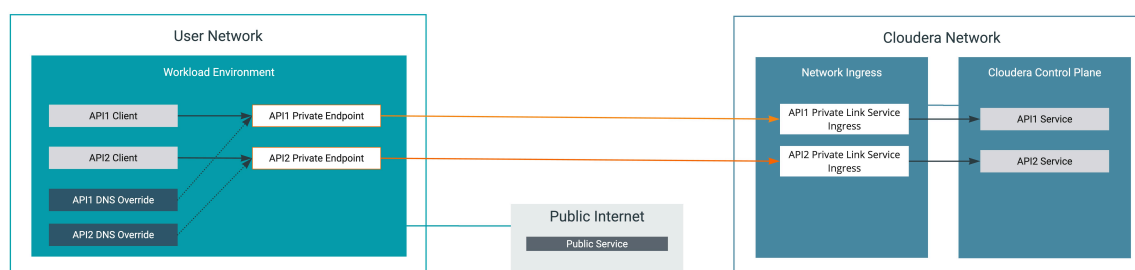 User Network
Workload Environment
API1 Client
API1 Private Endpoint
API2 Client
API2 Private Endpoint
API1 DNS Override
API2 DNS Override
Public Internet
Public Service
Cloudera Network
Network Ingress
API1 Private Link Service
Ingress
API2 Private Link Service
Ingress
Cloudera Control Plane
API1 Service
API2 Service